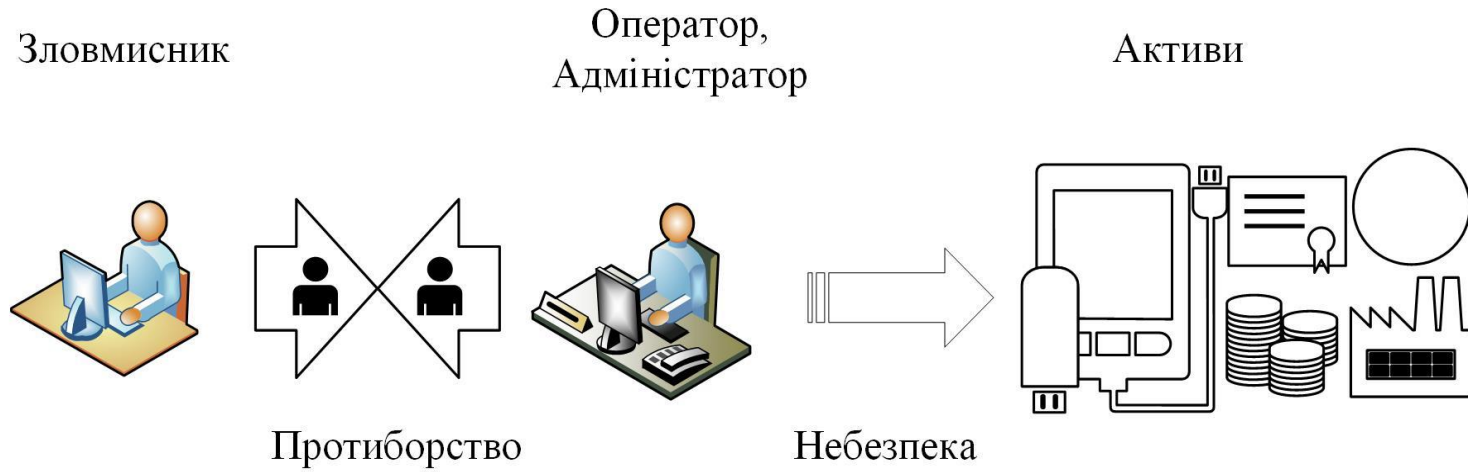 Зловмисник
Оператор,
Адміністратор
Активи
Протиборство
Небезпека